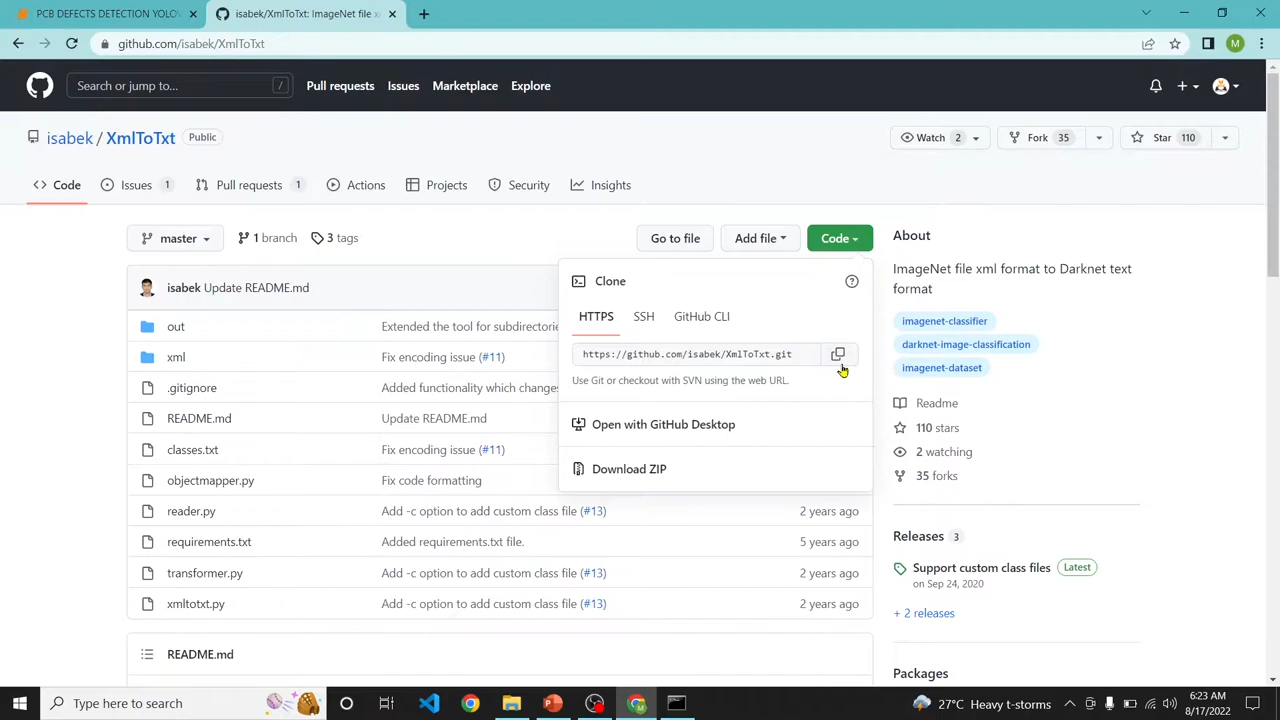 PCB DEFECTS DETECTION YOLOV
isabek/XmlToTxt: ImageNet file x
github.com/isabek/XmlToTxt
M
Search or jump to...
/
Pull requests
Issues
Marketplace
Explore
isabek / XmlToTxt
Public
Watch 2
Fork 35
Star 110
Code
Issues 1
Pull requests 1
Actions
Projects
Security
Insights
master
1 branch
3 tags
Go to file
Add file
Code
isabek Update README.md
out
Extended the tool for subdirectorie
xml
Fix encoding issue (#11)
.gitignore
Added functionality which changes
README.md
Update README.md
classes.txt
Fix encoding issue (#11)
objectmapper.py
Fix code formatting
reader.py
Add -c option to add custom class file (#13)
2 years ago
requirements.txt
Added requirements.txt file.
5 years ago
transformer.py
Add -c option to add custom class file (#13)
2 years ago
xmltotxt.py
Add -c option to add custom class file (#13)
2 years ago
README.md
Clone
HTTPS
SSH
GitHub CLI
https://github.com/isabek/XmlToTxt.git
Use Git or checkout with SVN using the web URL.
Open with GitHub Desktop
Download ZIP
About
ImageNet file xml format to Darknet text
format
imagenet-classifier
darknet-image-classification
imagenet-dataset
Readme
110 stars
2 watching
35 forks
Releases 3
Support custom class files
Latest
on Sep 24, 2020
+ 2 releases
Packages
Type here to search
27°C Heavy t-storms
6:23 AM
8/17/2022